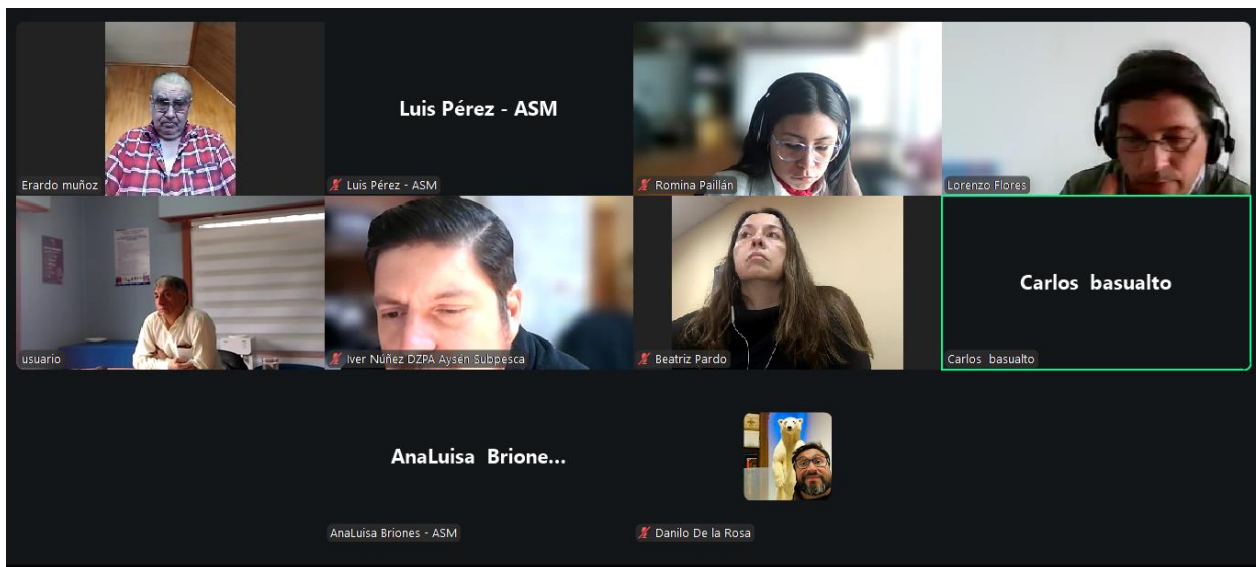 Erardo muñoz
Luis Pérez - ASM
Luis Pérez - ASM
Romina Paillán
Lorenzo Flores
usuario
Iver Núñez DZPA Aysén Subpesca
Beatriz Pardo
Carlos basualto
Carlos basualto
AnaLuisa Brione...
AnaLuisa Briones - ASM
Danilo De la Rosa